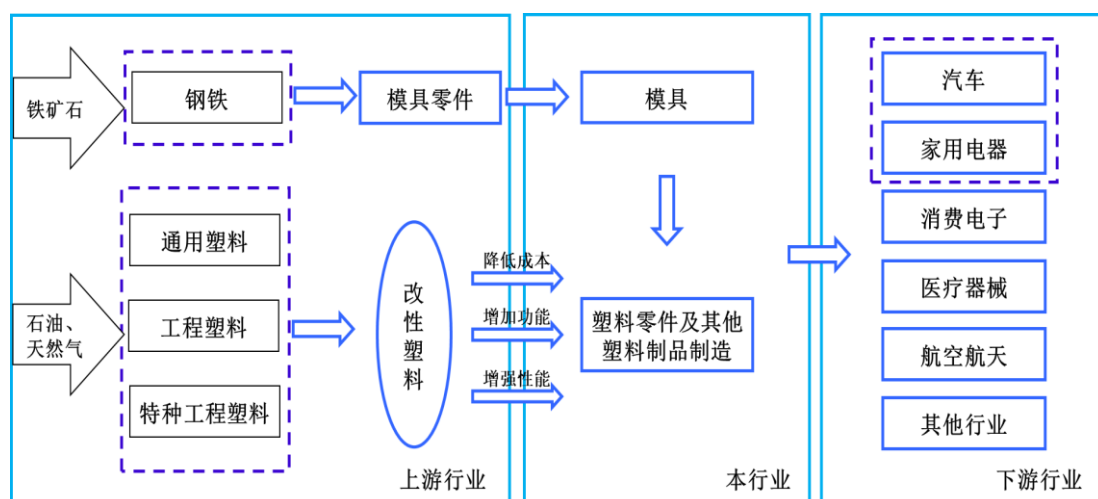 铁矿石
钢铁
模具零件
模具
汽车
家用电器
消费电子
医疗器械
航空航天
其他行业
石油、
天然气
通用塑料
工程塑料
特种工程塑料
改
性
塑
料
降低成本
增加功能
增强性能
塑料零件及其他
塑料制品制造
上游行业
本行业
下游行业